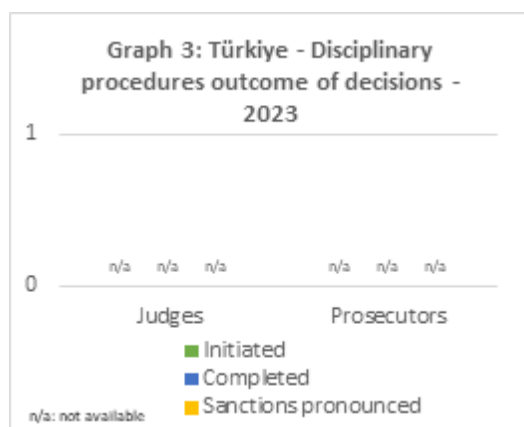 Graph 3: Türkiye - Disciplinary
procedures outcome of decisions -
2023
1
n/a n/a n/a n/a n/a n/a
0
Judges Prosecutors
Initiated
Completed
Sanctions pronounced
n/a: not available